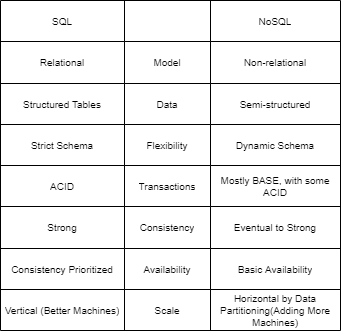 SQL NoSQL
Relational Model Non-relational
Structured Tables Data Semi-structured
Strict Schema Flexibility Dynamic Schema
ACID Transactions Mostly BASE, with some
ACID
Strong Consistency Eventual to Strong
Consistency Prioritized Availability Basic Availability
Vertical (Better Machines) Scale Horizontal by Data
Partitioning(Adding More
Machines)